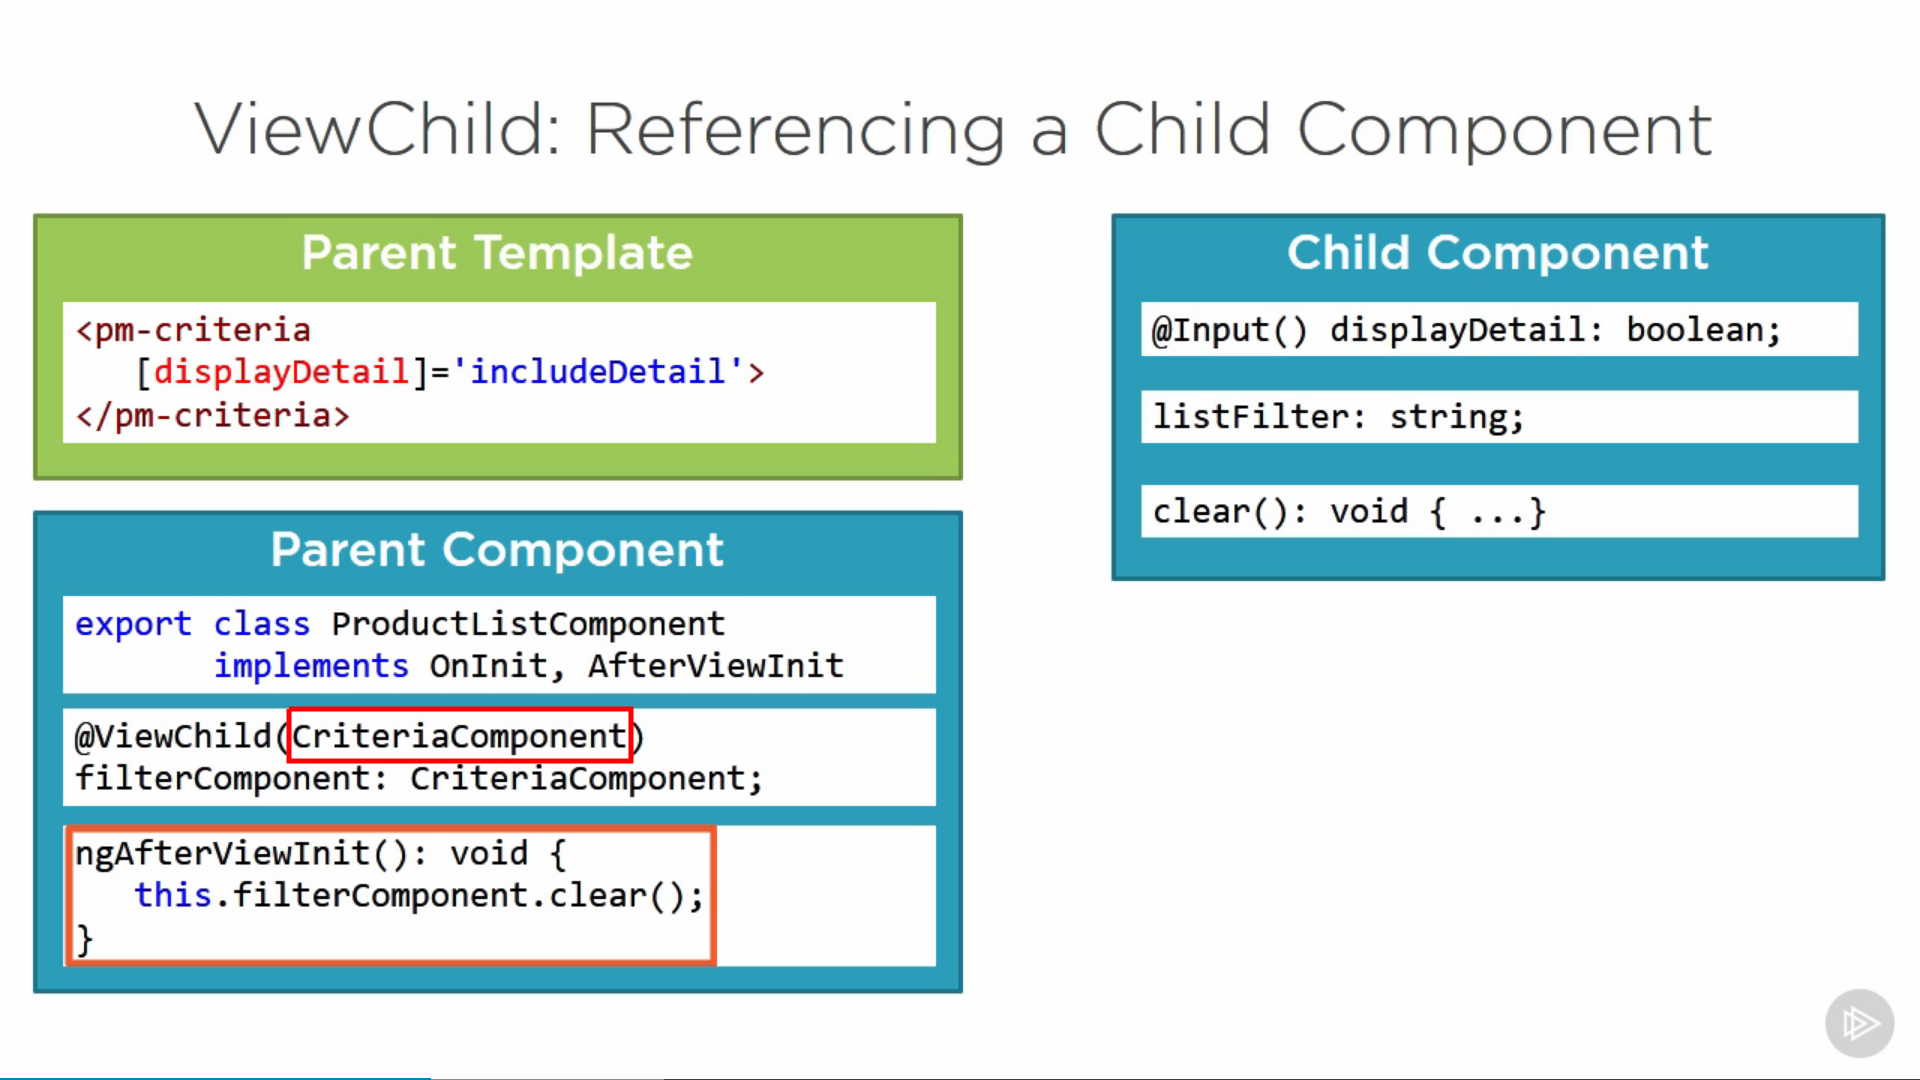 ViewChild: Referencing a Child Component
Parent Template
<pm-criteria
[displayDetail]='includeDetail'>
</pm-criteria>
Parent Component
export class ProductListComponent
implements OnInit, AfterViewInit
@ViewChild(CriteriaComponent)
filterComponent: CriteriaComponent;
ngAfterViewInit(): void {
this.filterComponent.clear();
}
Child Component
@Input() displayDetail: boolean;
listFilter: string;
clear(): void { ...}